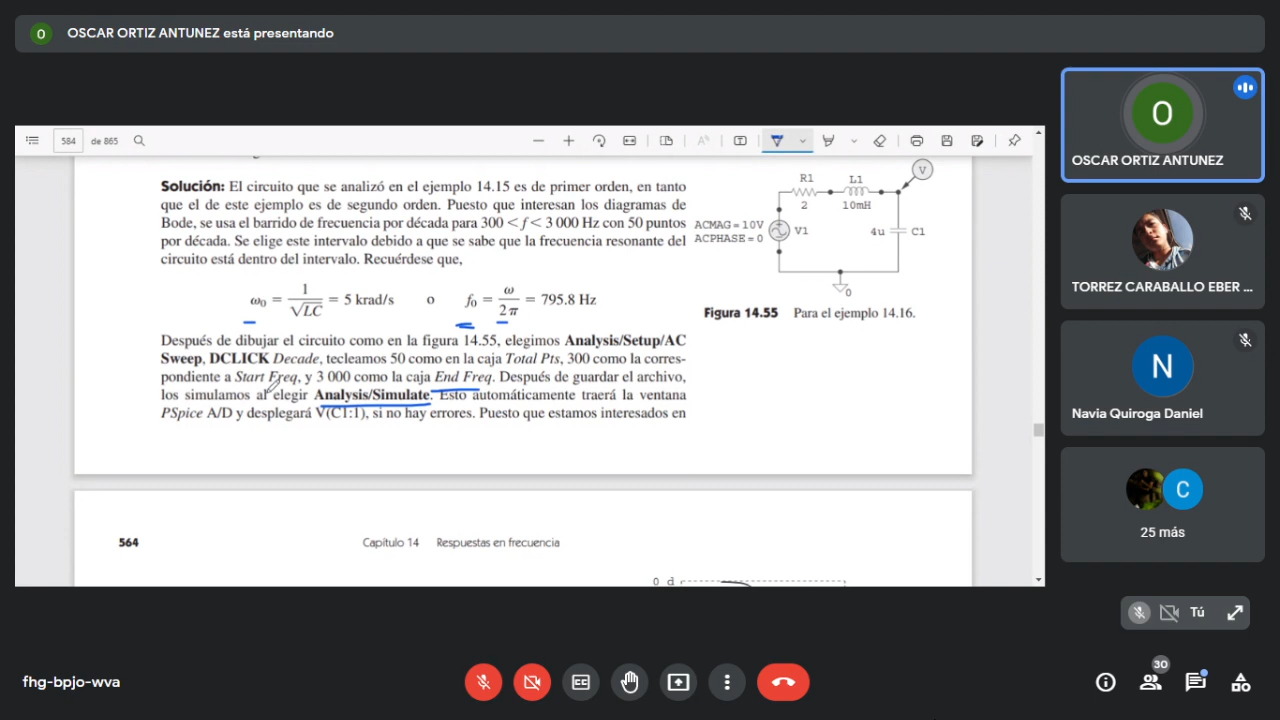 O OSCAR ORTIZ ANTUNEZ está presentando
584 de 865
Solución: El circuito que se analizó en el ejemplo 14.15 es de primer orden, en tanto
que el de este ejemplo es de segundo orden. Puesto que interesan los diagramas de
Bode, se usa el barrido de frecuencia por década para 300 < f < 3 000 Hz con 50 puntos
por década. Se elige este intervalo debido a que se sabe que la frecuencia resonante del
circuito está dentro del intervalo. Recuérdese que,
ω₀ = 1/√LC = 5 krad/s o f₀ = ω/2π = 795.8 Hz
Después de dibujar el circuito como en la figura 14.55, elegimos Analysis/Setup/AC
Sweep, DCLICK Decade, tecleamos 50 como en la caja Total Pts, 300 como la corres-
pondiente a Start Freq, y 3 000 como la caja End Freq. Después de guardar el archivo,
los simulamos al elegir Analysis/Simulate. Esto automáticamente traerá la ventana
PSpice A/D y desplegará V(C1:1), si no hay errores. Puesto que estamos interesados en
V
R1
2
L1
10mH
ACMAG = 10V
ACPHASE = 0
V1
4u
C1
0
Figura 14.55 Para el ejemplo 14.16.
564
Capítulo 14 Respuestas en frecuencia
0 d
O
OSCAR ORTIZ ANTUNEZ
TORREZ CARABALLO EBER ...
N
Navia Quiroga Daniel
C
25 más
Tú
fhg-bpjo-wva
CC
30